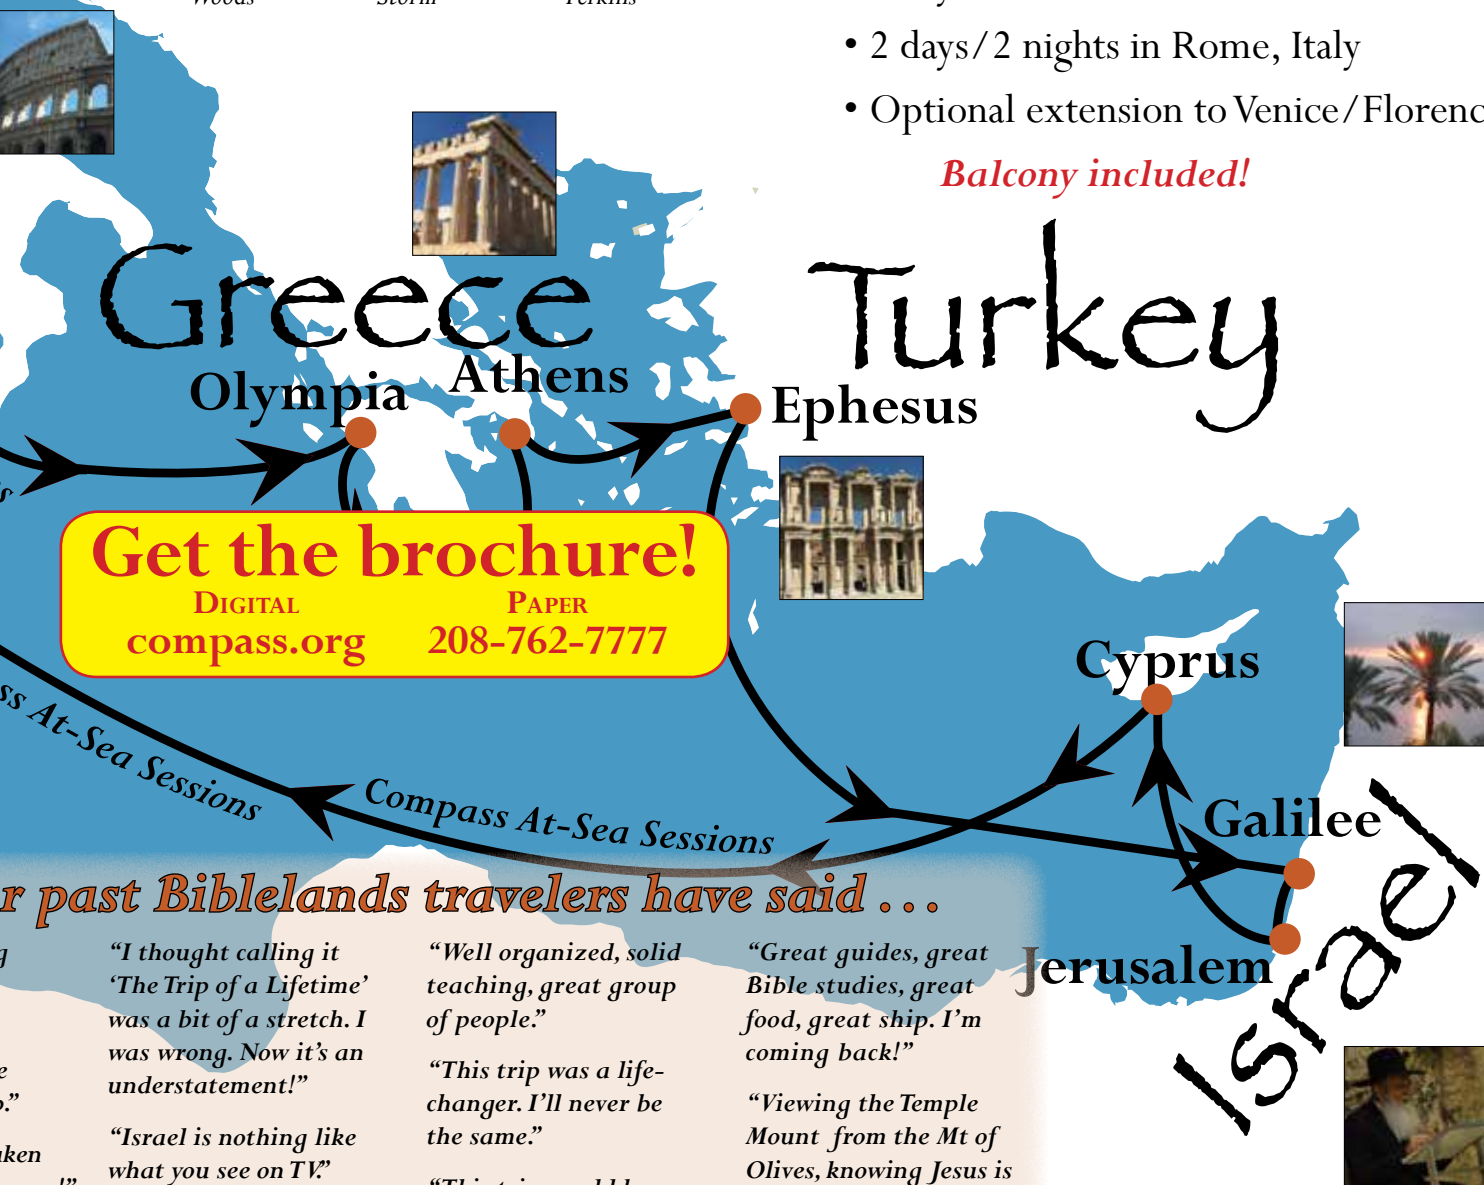 Woods Storm Perkins
• 2 days/2 nights in Rome, Italy
• Optional extension to Venice/Florenc
Balcony included!
Greece
Turkey
Olympia
Athens
Ephesus
Get the brochure!
Digital
compass.org
Paper
208-762-7777
Cyprus
ss At-Sea Sessions
Compass At-Sea Sessions
Galilee
Jerusalem
Israel
r past Biblelands travelers have said . . .
“I thought calling it
‘The Trip of a Lifetime’
was a bit of a stretch. I
was wrong. Now it’s an
understatement!”
“Israel is nothing like
what you see on TV.”
“Well organized, solid
teaching, great group
of people.”
“This trip was a life-
changer. I’ll never be
the same.”
“Great guides, great
Bible studies, great
food, great ship. I’m
coming back!”
“Viewing the Temple
Mount from the Mt of
Olives, knowing Jesus is